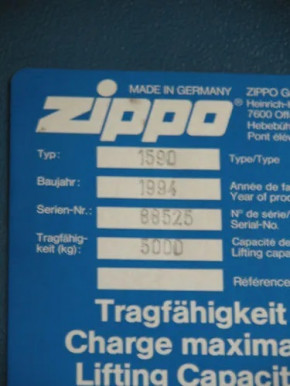 MADE IN GERMANY ZIPPO G
zippo® Heinrich-
7600 Off
Hebebüh
Pont élév
Typ: 1590 Type/Type
Baujahr: 1994 Année de fa
Year of proc
Serien-Nr.: 88525 N° de série/
Serial-No.
Tragfähig-
keit (kg): 5000 Capacité de
Lifting capa
Référence
Tragfähigkeit
Charge maxima
Lifting Capacit